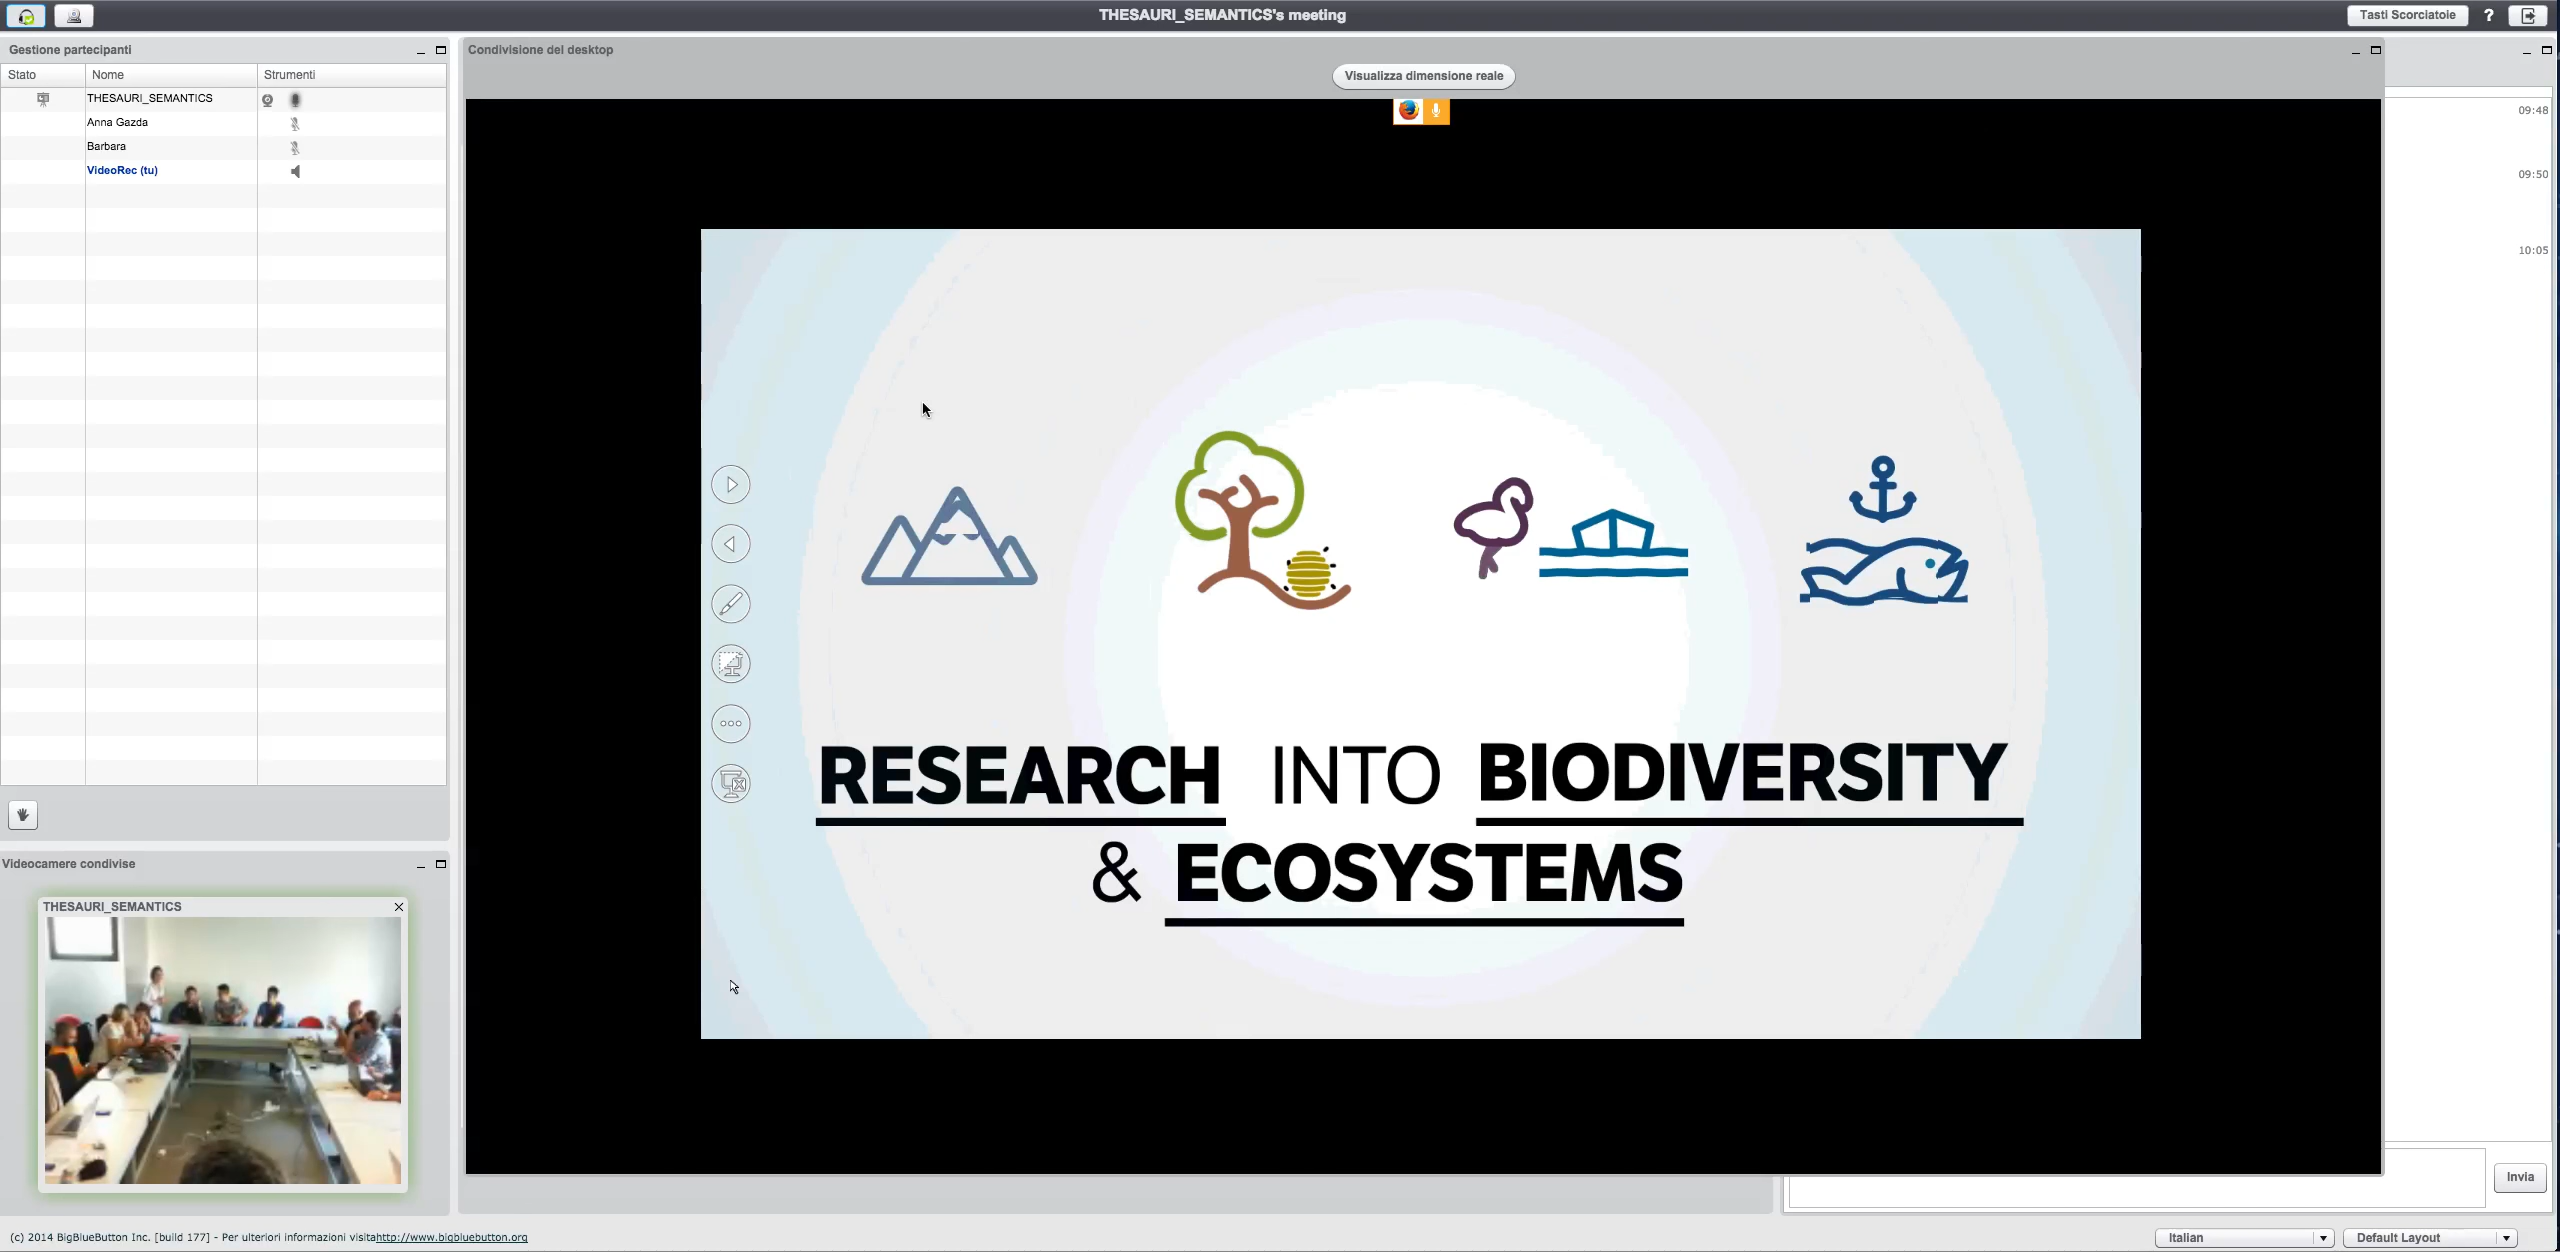 THESAURI_SEMANTICS's meeting
Tasti Scorciatoie
?
Gestione partecipanti
Stato Nome Strumenti
THESAURI_SEMANTICS
Anna Gazda
Barbara
VideoRec (tu)
Condivisione del desktop
Visualizza dimensione reale
09:48
09:50
10:05
RESEARCH INTO BIODIVERSITY
& ECOSYSTEMS
Videocamere condivise
THESAURI_SEMANTICS
Invia
(c) 2014 BigBlueButton Inc. [build 177] - Per ulteriori informazioni visitahttp://www.bigbluebutton.org
Italian
Default Layout